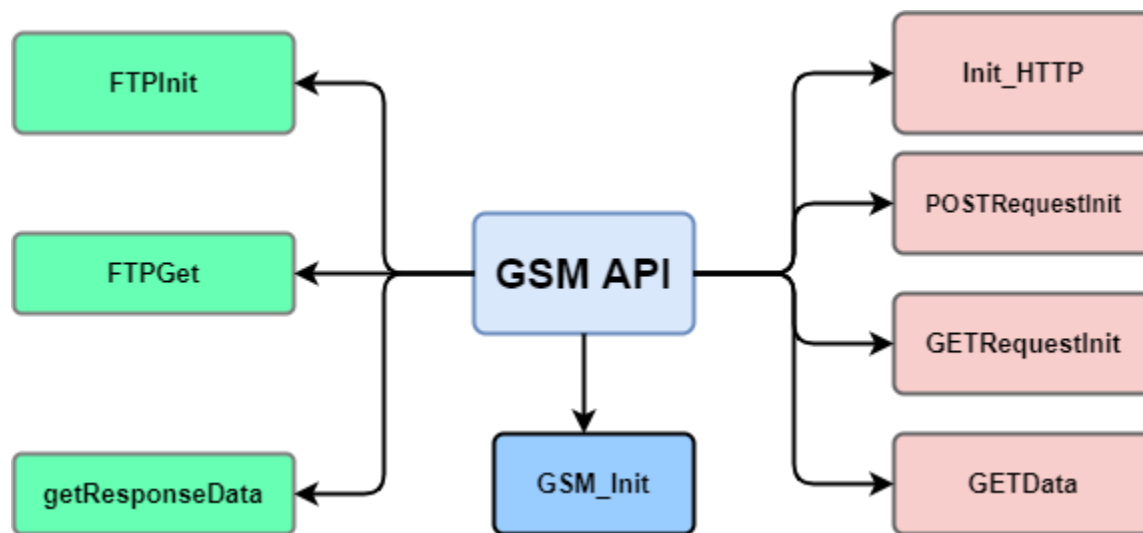 FTPInit
FTPGet
getResponseData
GSM API
GSM_Init
Init_HTTP
POSTRequestInit
GETRequestInit
GETData